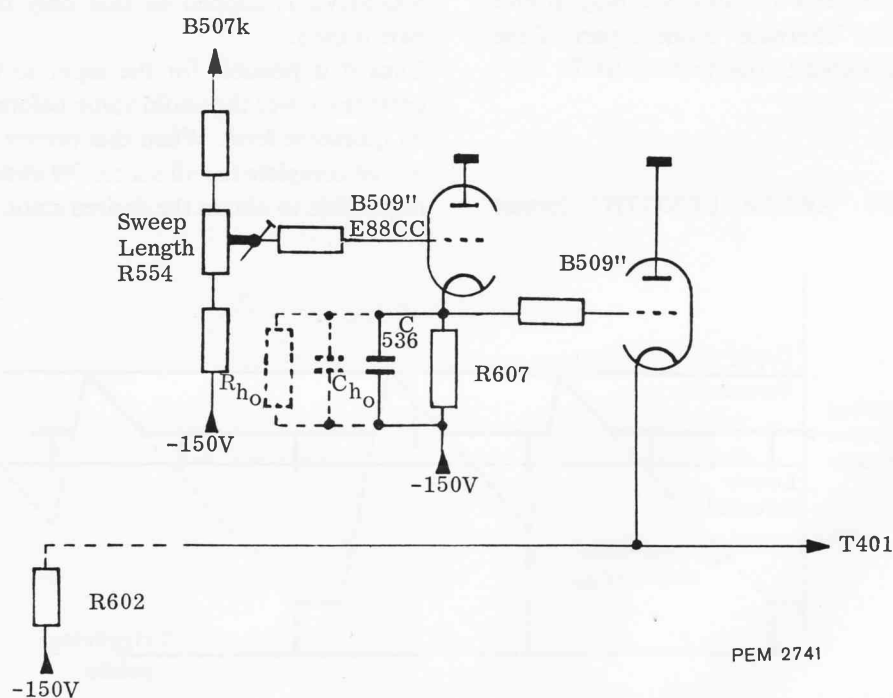 B507k
Sweep
Length
R554
B509"
E88CC
B509"
C
536
R607
Rho
Cho
-150V
-150V
T401
R602
-150V
PEM 2741